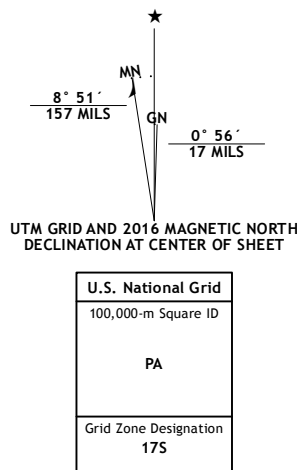 MN
8° 51´
157 MILS
GN
0° 56´
17 MILS
UTM GRID AND 2016 MAGNETIC NORTH
DECLINATION AT CENTER OF SHEET
U.S. National Grid
100,000-m Square ID
PA
Grid Zone Designation
17S